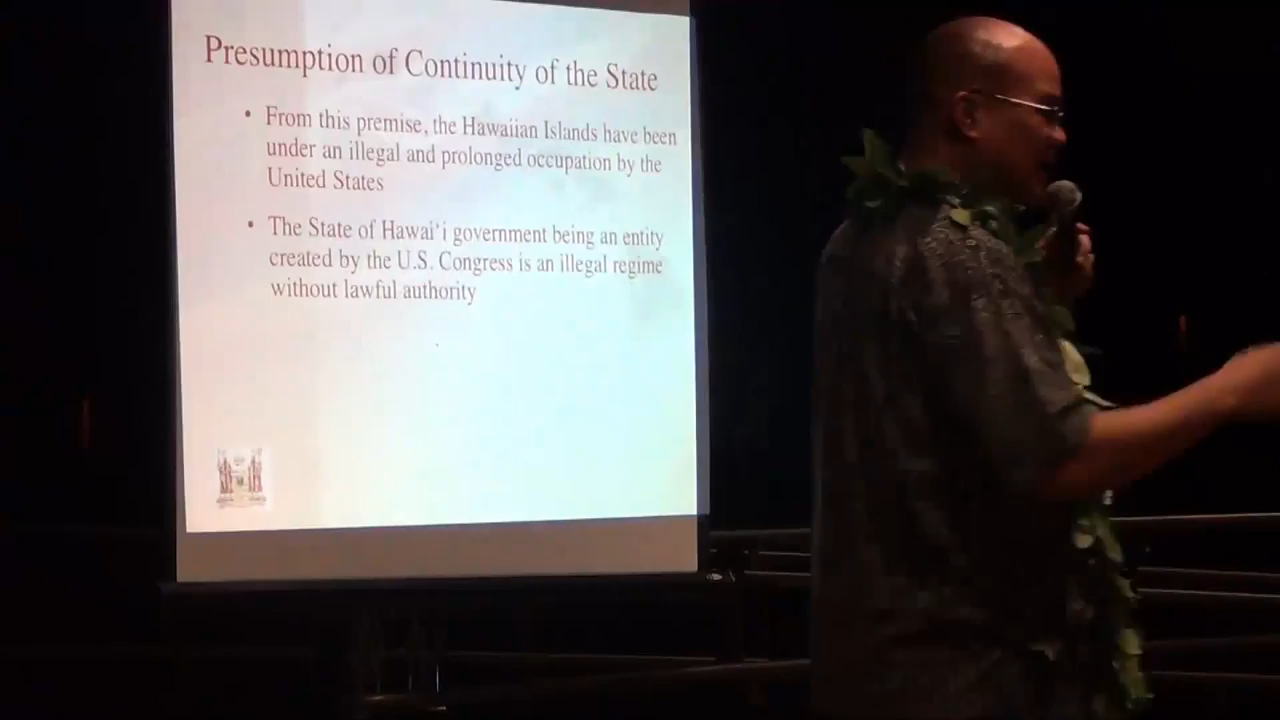 Presumption of Continuity of the State
• From this premise, the Hawaiian Islands have been
under an illegal and prolonged occupation by the
United States
• The State of Hawai‘i government being an entity
created by the U.S. Congress is an illegal regime
without lawful authority